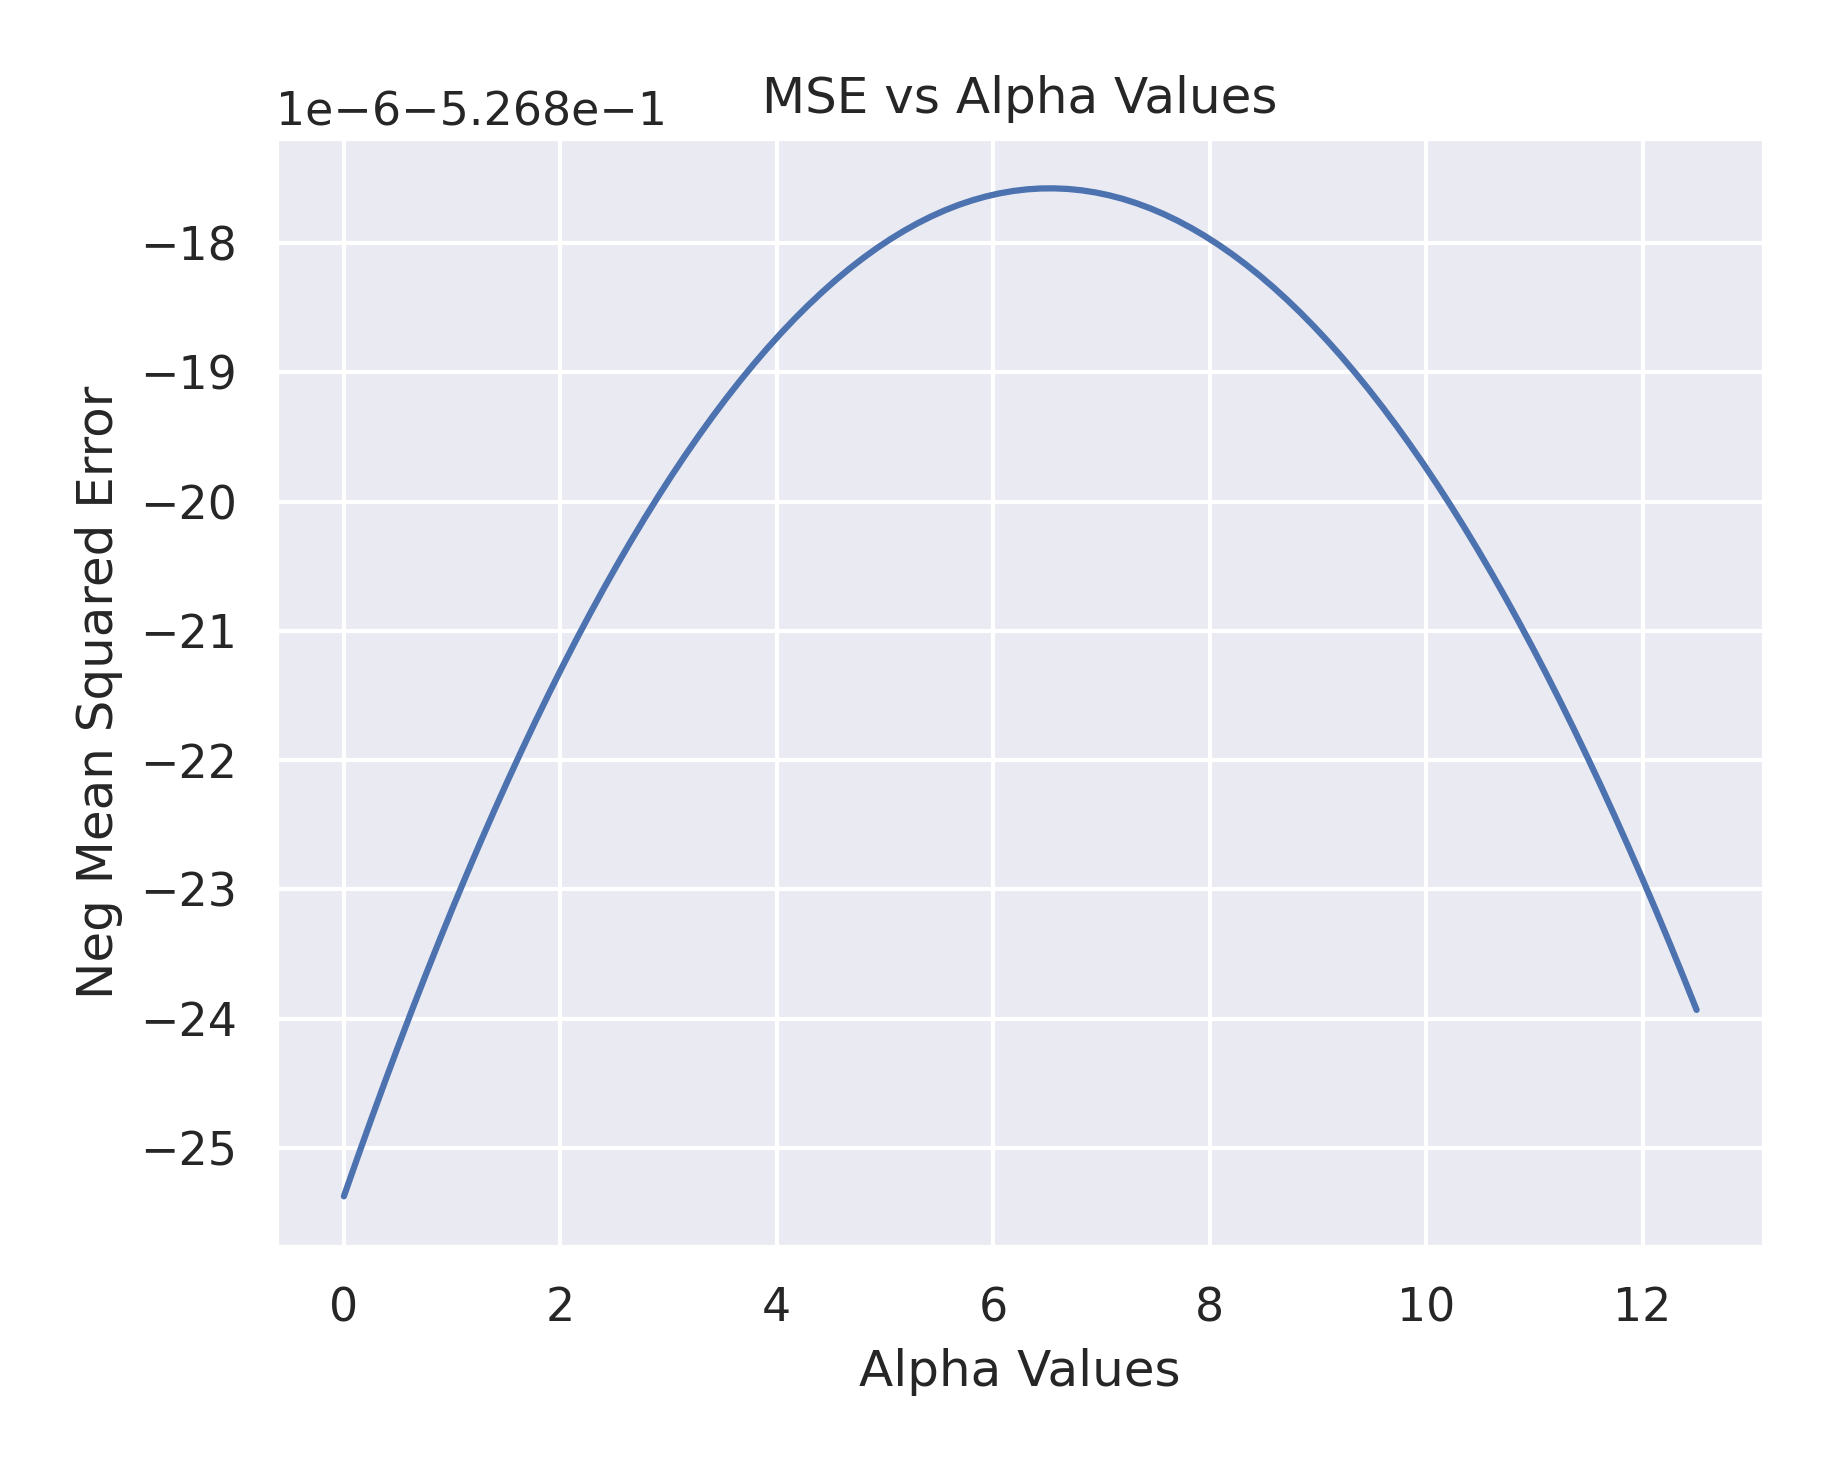 MSE vs Alpha Values
1e−6−5.268e−1
−18
−19
−20
−21
−22
−23
−24
−25
Neg Mean Squared Error
0 2 4 6 8 10 12
Alpha Values